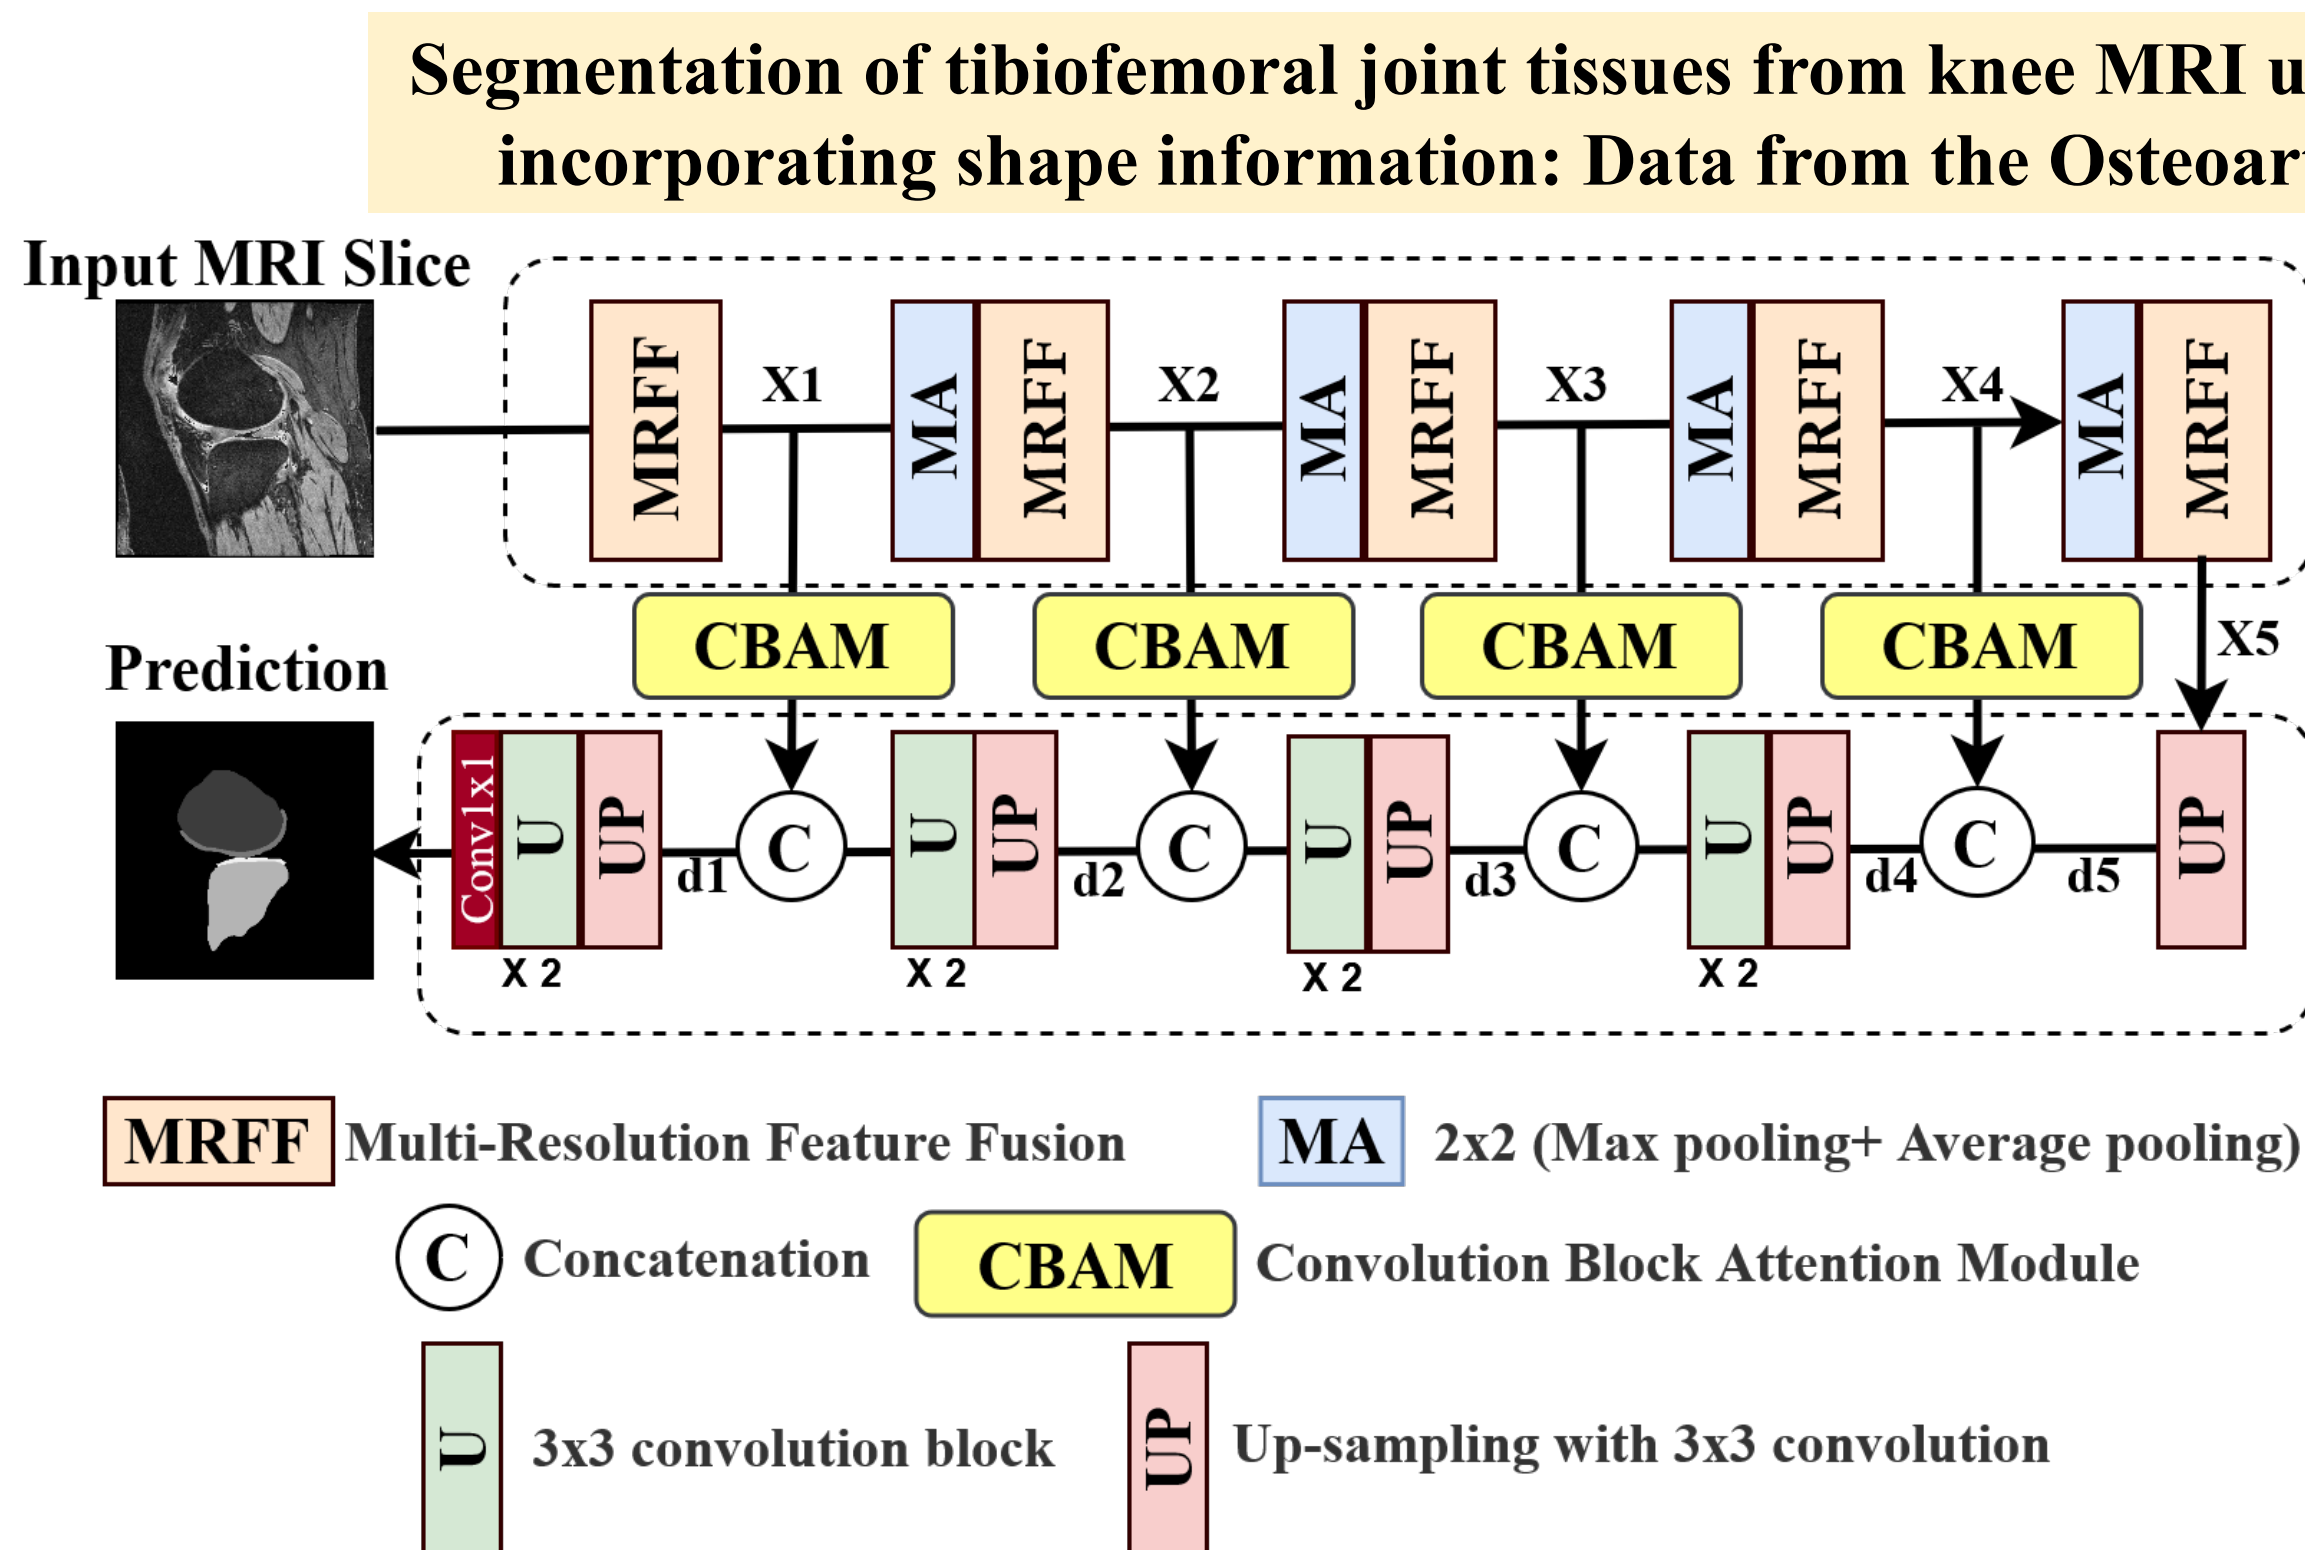 Segmentation of tibiofemoral joint tissues from knee MRI u
incorporating shape information: Data from the Osteoar
Input MRI Slice
MRFF X1 MA MRFF X2 MA MRFF X3 MA MRFF X4 MA MRFF
CBAM CBAM CBAM CBAM X5
Prediction
Conv1x1 U UP d1 C U UP d2 C U UP d3 C U UP d4 C d5 UP
X 2 X 2 X 2 X 2
MRFF Multi-Resolution Feature Fusion MA 2x2 (Max pooling+ Average pooling)
C Concatenation CBAM Convolution Block Attention Module
U 3x3 convolution block UP Up-sampling with 3x3 convolution